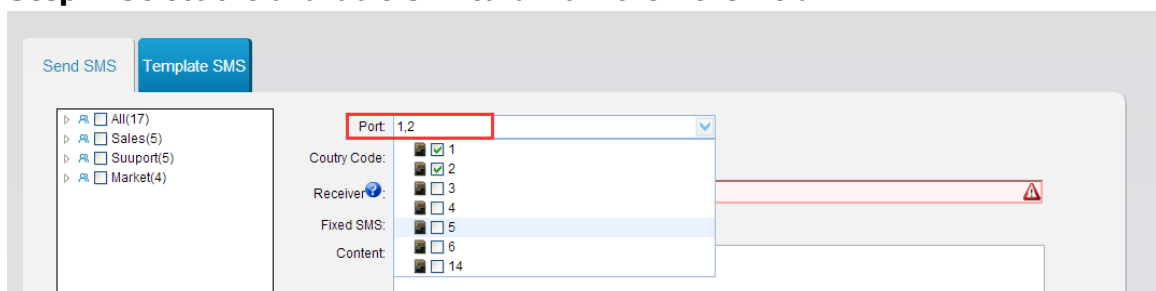 Send SMS
Template SMS
All(17)
Sales(5)
Suuport(5)
Market(4)
Port: 1,2
1
2
3
4
5
6
14
Coutry Code:
Receiver?:
Fixed SMS:
Content: